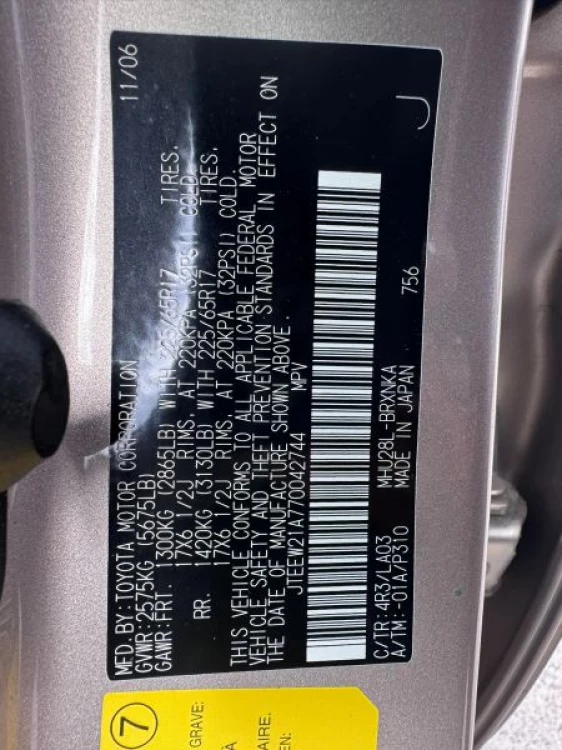 MFD.BY:TOYOTA MOTOR CORPORATION 11/06
GVWR:2575KG (5675LB)
GAWR:FRT. 1300KG (2865LB) WITH 225/65R17 TIRES.
17X6 1/2J RIMS, AT 220KPA (32PSI) COLD.
RR. 1420KG (3130LB) WITH 225/65R17 TIRES.
17X6 1/2J RIMS, AT 220KPA (32PSI) COLD.
THIS VEHICLE CONFORMS TO ALL APPLICABLE FEDERAL MOTOR
VEHICLE SAFETY AND THEFT PREVENTION STANDARDS IN EFFECT ON
THE DATE OF MANUFACTURE SHOWN ABOVE.
JTEEW21A770042744 MPV
C/TR:4R3/LA03 MHU28L-BRXNKA 756
A/TM:-01A/P310 MADE IN JAPAN J
7
GRAVE:
À
AIRE.
EN: